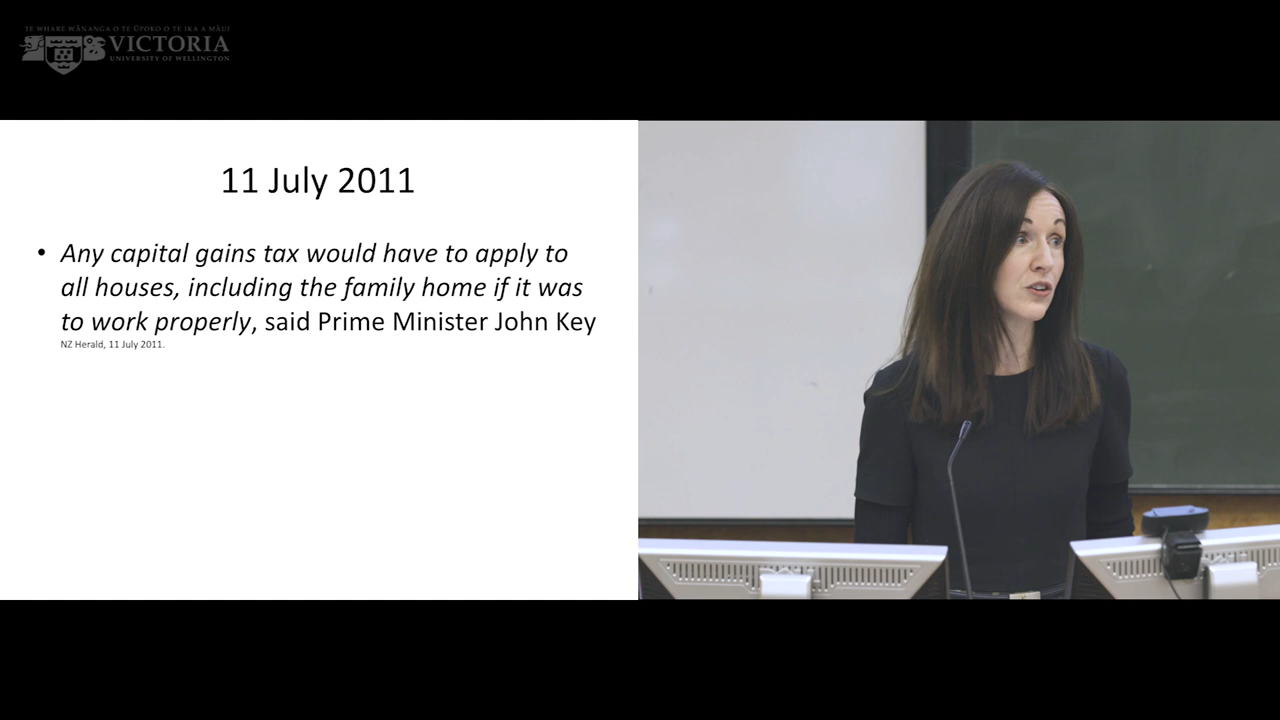 TE WHARE WĀNANGA O TE ŪPOKO O TE IKA A MĀUI
VICTORIA
UNIVERSITY OF WELLINGTON
11 July 2011
• Any capital gains tax would have to apply to
all houses, including the family home if it was
to work properly, said Prime Minister John Key
NZ Herald, 11 July 2011.